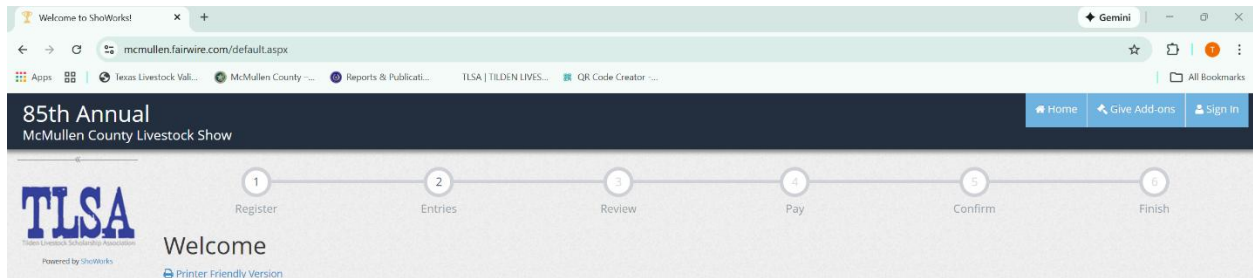 Welcome to ShoWorks!
Gemini
mcmullen.fairwire.com/default.aspx
T
Apps
Texas Livestock Vali...
McMullen County -...
Reports & Publicati...
TLSA | TILDEN LIVES...
QR Code Creator -...
All Bookmarks
85th Annual
McMullen County Livestock Show
Home
Give Add-ons
Sign In
1
2
3
4
5
6
Register
Entries
Review
Pay
Confirm
Finish
TLSA
Tilden Livestock Scholarship Association
Powered by ShoWorks
Welcome
Printer Friendly Version